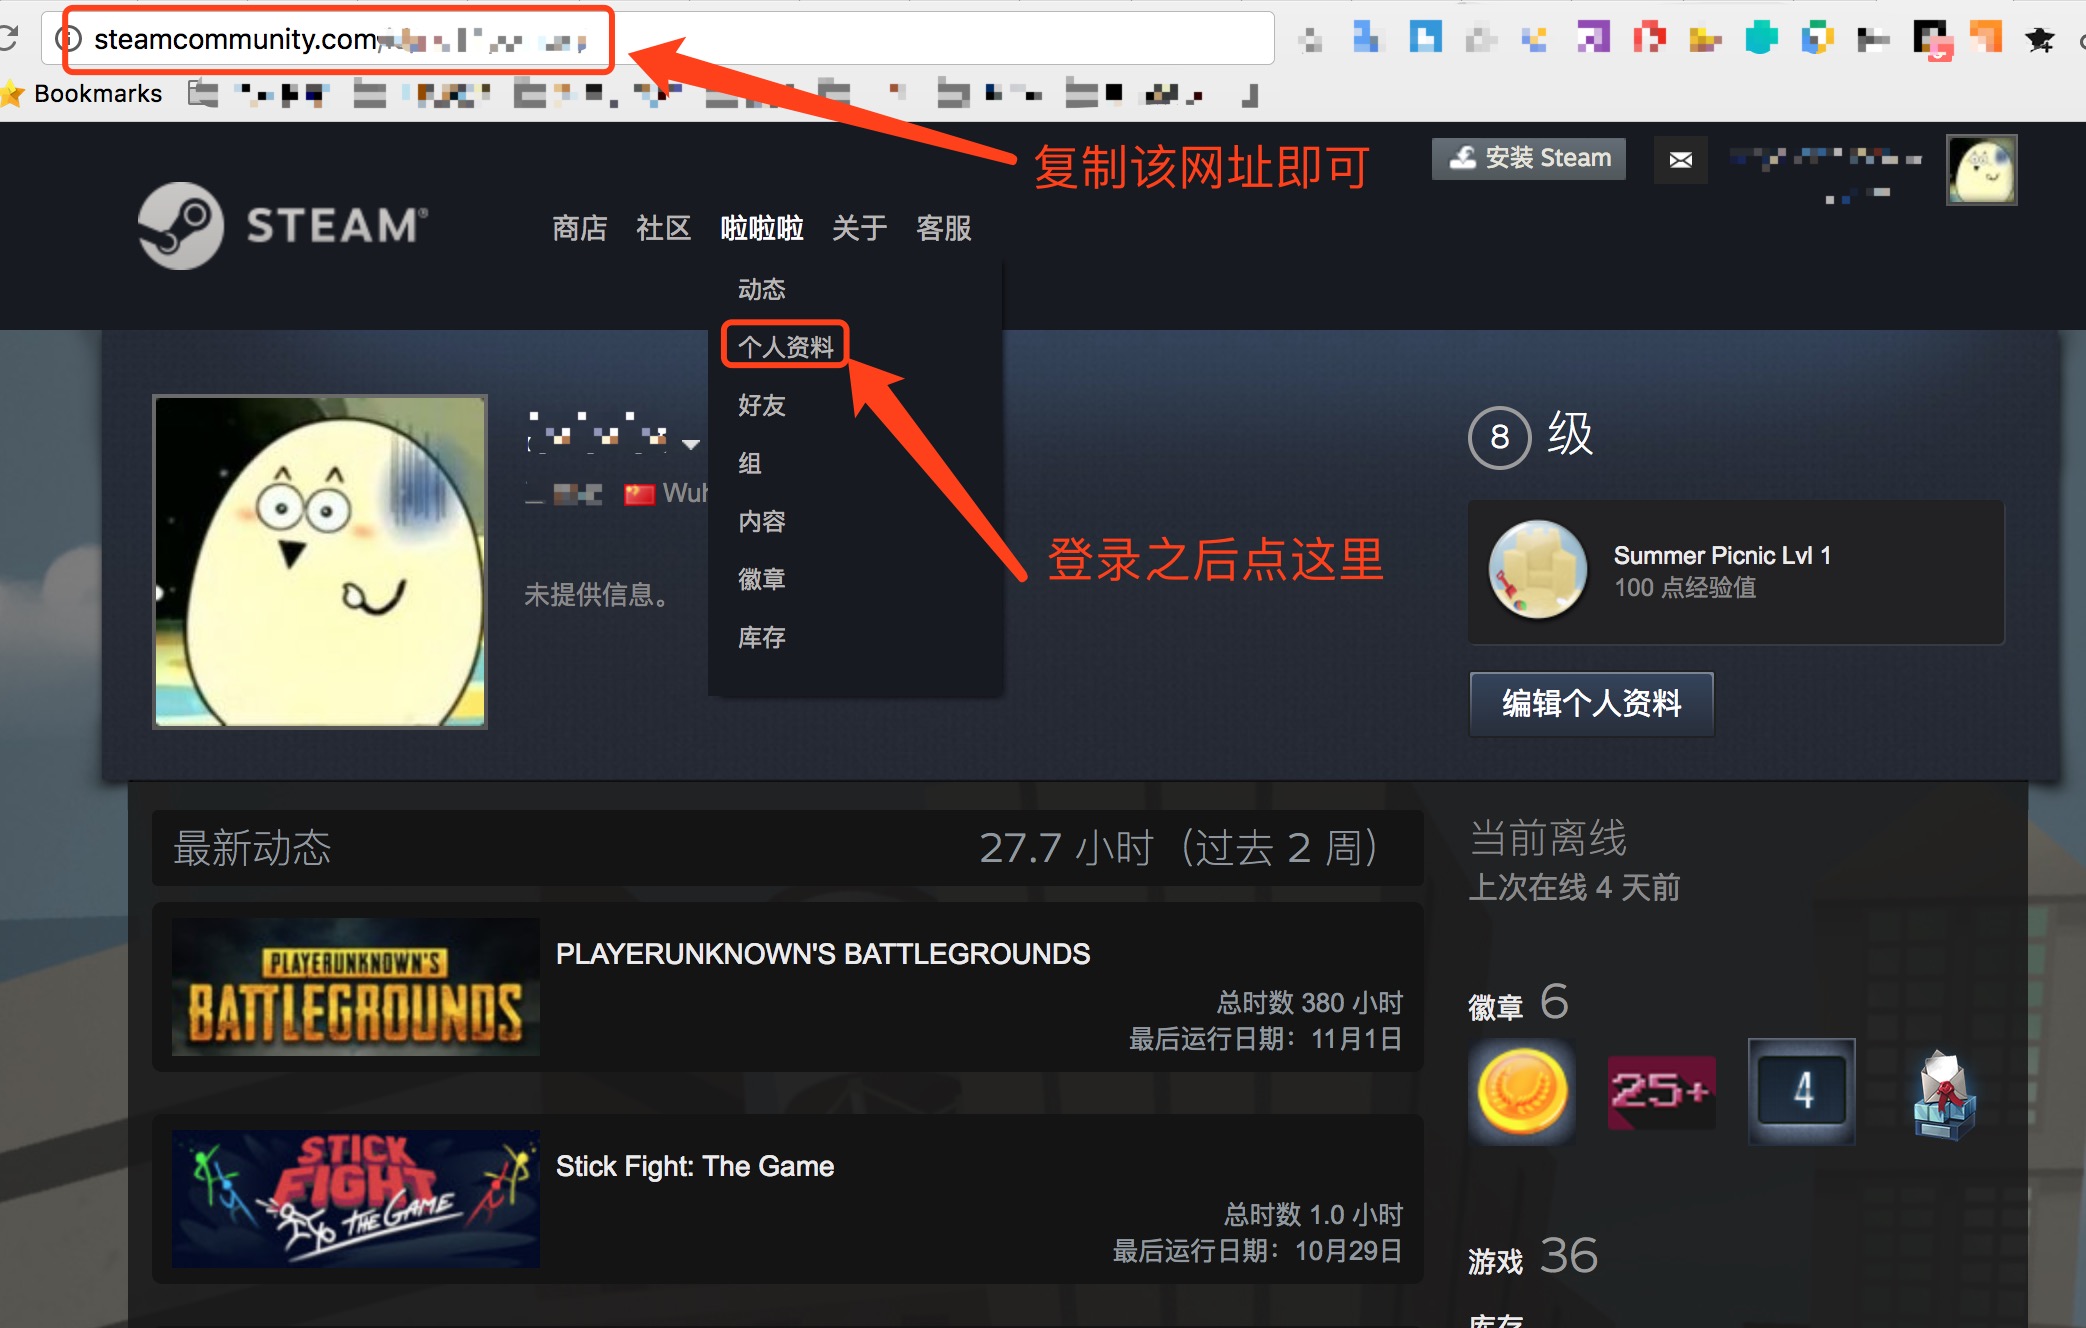 steamcommunity.com/
Bookmarks
复制该网址即可
安装 Steam
STEAM®
商店 社区 啦啦啦 关于 客服
动态
个人资料
好友
组
内容
徽章
库存
登录之后点这里
Wuh
未提供信息。
8 级
Summer Picnic Lvl 1
100 点经验值
编辑个人资料
最新动态
27.7 小时（过去 2 周）
当前离线
上次在线 4 天前
PLAYERUNKNOWN'S
BATTLEGROUNDS
PLAYERUNKNOWN'S BATTLEGROUNDS
总时数 380 小时
最后运行日期：11月1日
徽章 6
25+
4
STICK
FIGHT
THE GAME
Stick Fight: The Game
总时数 1.0 小时
最后运行日期：10月29日
游戏 36
库存